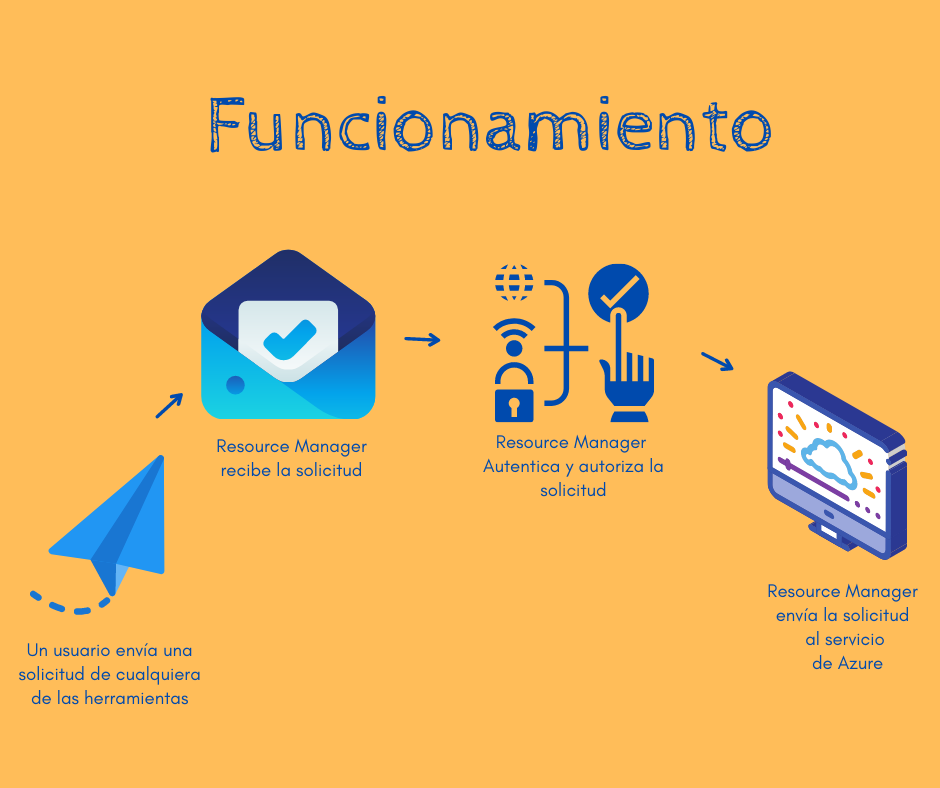 Funcionamiento
Un usuario envía una
solicitud de cualquiera
de las herramientas
Resource Manager
recibe la solicitud
Resource Manager
Autentica y autoriza la
solicitud
Resource Manager
envía la solicitud
al servicio
de Azure